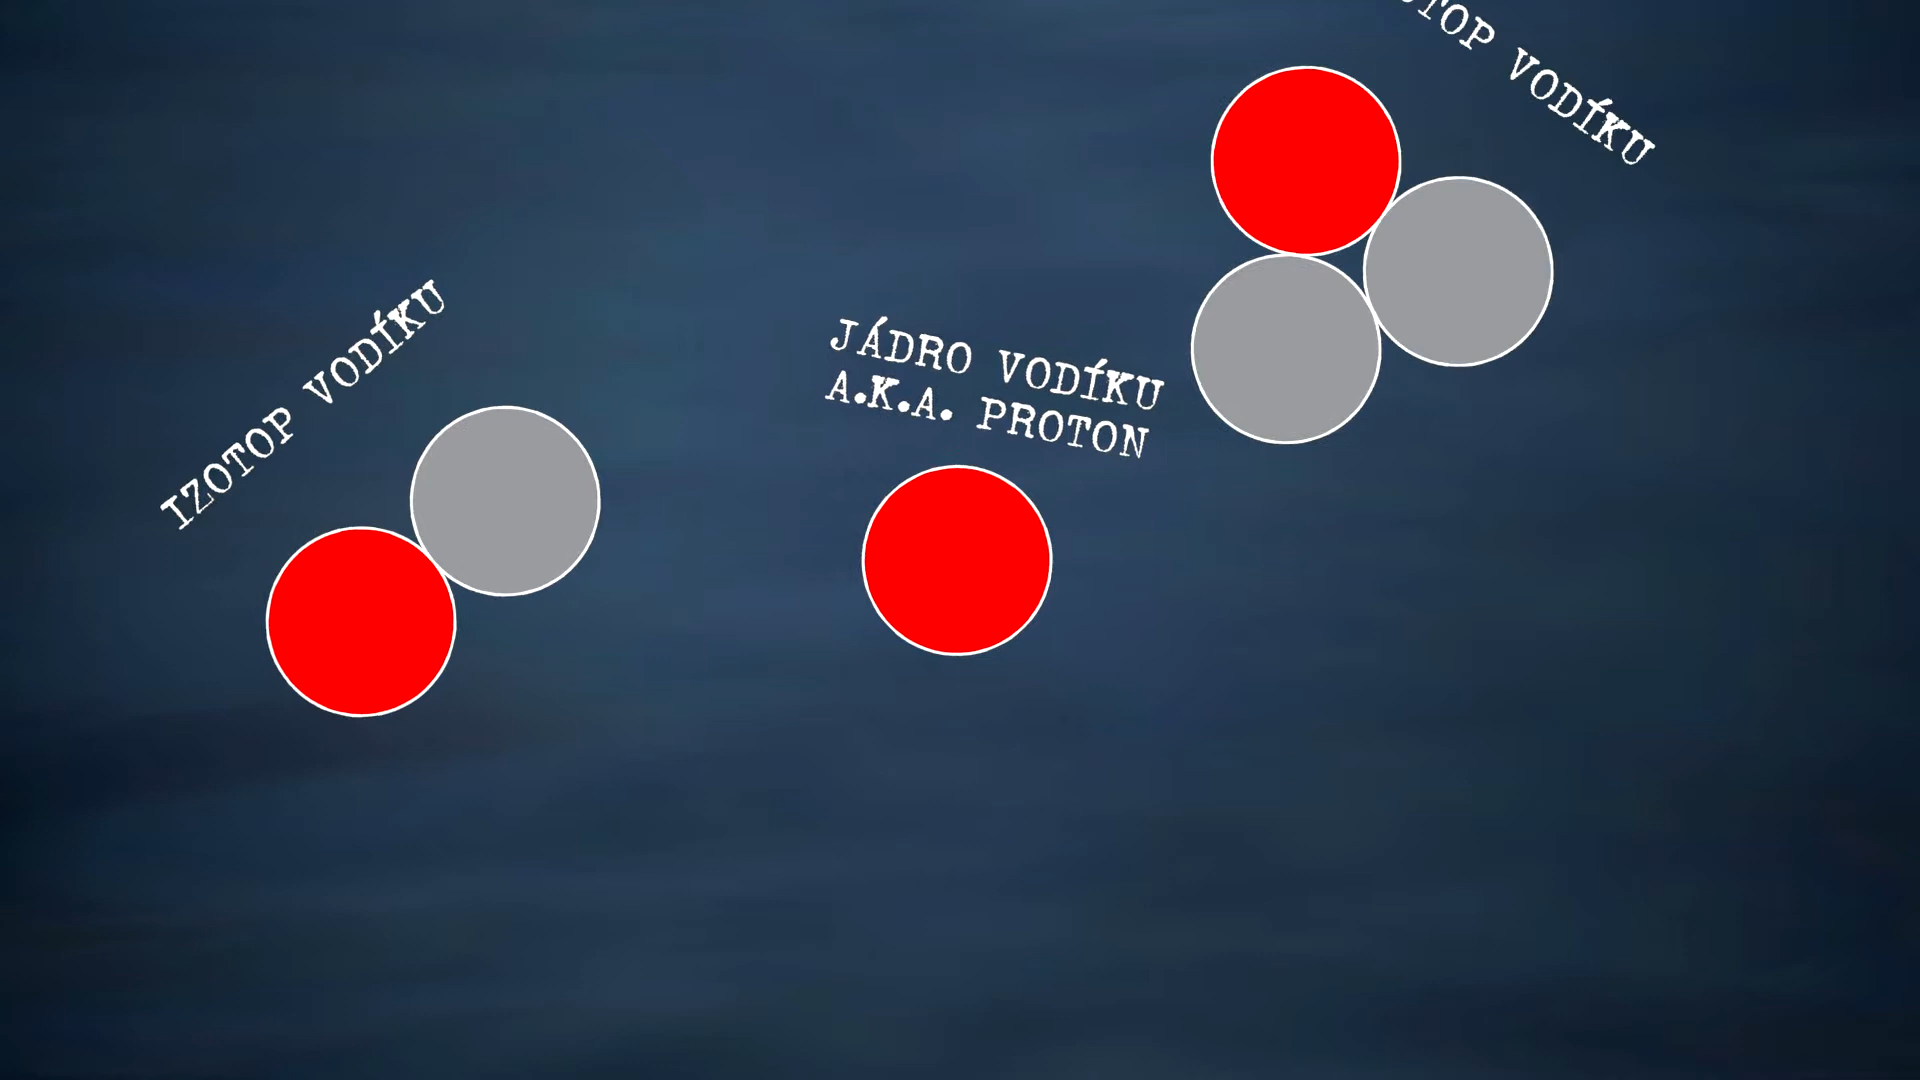 IZOTOP VODÍKU
JÁDRO VODÍKU
A.K.A. PROTON
VODÍKU